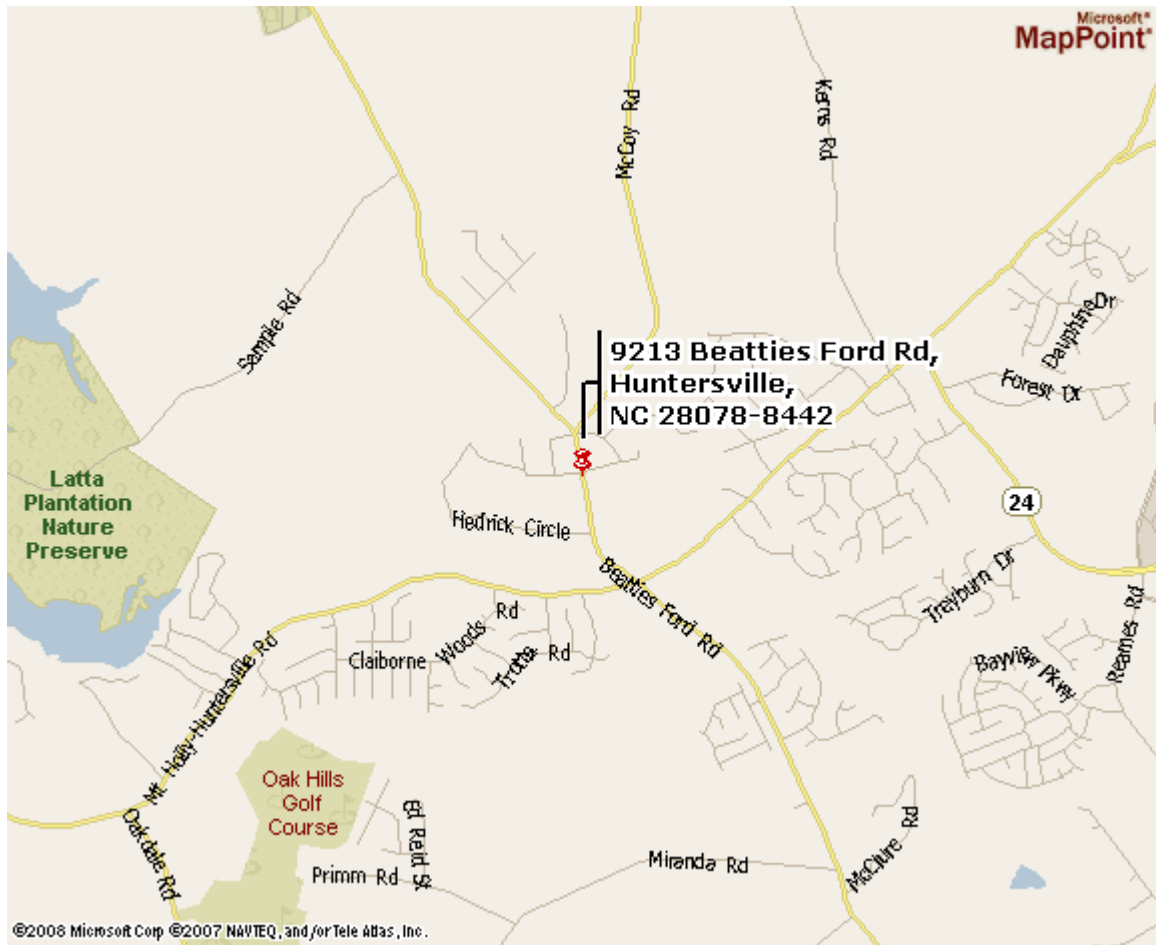 Microsoft®
MapPoint®
McCoy Rd
Kerns Rd
Sample Rd
Dauphine Dr
9213 Beatties Ford Rd,
Huntersville,
NC 28078-8442
Forest Dr
Latta
Plantation
Nature
Preserve
24
Hedrick Circle
Beatties Ford Rd
Treyburn Dr
Reames Rd
Claiborne Woods Rd
Trotta Rd
Bayview Pkwy
Mt Holly-Huntersville Rd
Oak Hills
Golf
Course
Oakdale Rd
Ed Reid St
Primm Rd
Miranda Rd
McClure Rd
©2008 Microsoft Corp ©2007 NAVTEQ, and/or Tele Atlas, Inc.